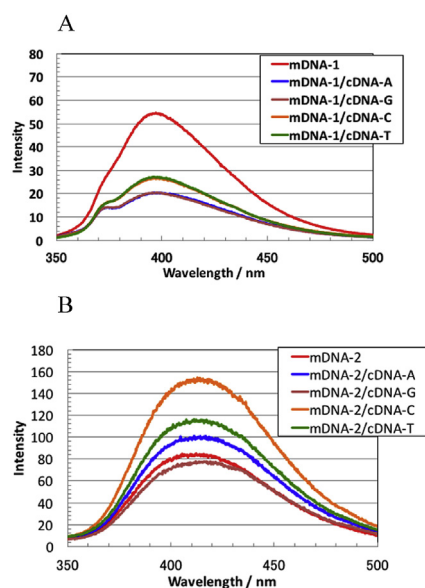 A
80
70
60
50
40
30
20
10
0
Intensity
mDNA-1
mDNA-1/cDNA-A
mDNA-1/cDNA-G
mDNA-1/cDNA-C
mDNA-1/cDNA-T
350 400 450 500
Wavelength / nm
B
180
160
140
120
100
80
60
40
20
0
Intensity
mDNA-2
mDNA-2/cDNA-A
mDNA-2/cDNA-G
mDNA-2/cDNA-C
mDNA-2/cDNA-T
350 400 450 500
Wavelength / nm